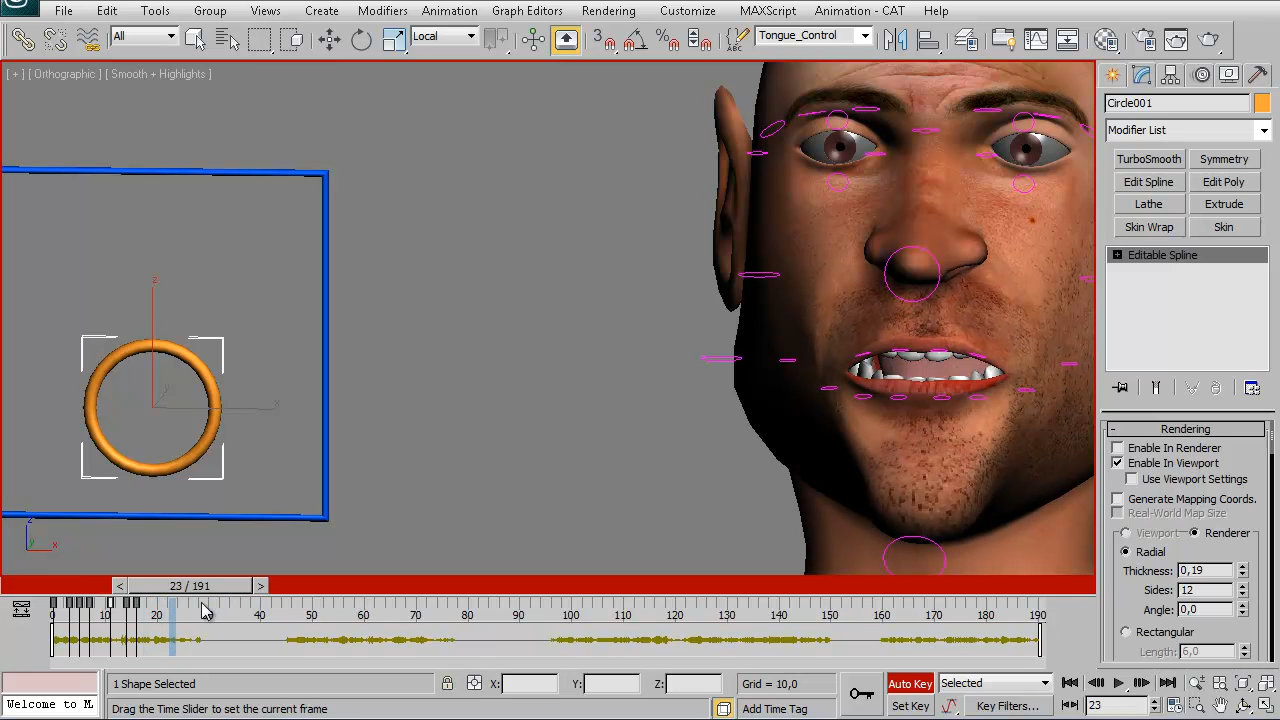 File Edit Tools Group Views Create Modifiers Animation Graph Editors Rendering Customize MAXScript Animation - CAT Help
All Local 3 Tongue_Control
[ + ] [ Orthographic ] [ Smooth + Highlights ]
Circle001
Modifier List
TurboSmooth Symmetry
Edit Spline Edit Poly
Lathe Extrude
Skin Wrap Skin
Editable Spline
z
y
x
z
y
x
- Rendering
Enable In Renderer
Enable In Viewport
Use Viewport Settings
Generate Mapping Coords.
Real-World Map Size
Viewport Renderer
Radial
Thickness: 0,19
Sides: 12
Angle: 0,0
Rectangular
Length: 6,0
< 23 / 191 >
0 10 20 40 50 60 70 80 90 100 110 120 130 140 150 160 170 180 190
1 Shape Selected X: Y: Z: Grid = 10,0 Auto Key Selected
Welcome to M. Drag the Time Slider to set the current frame Add Time Tag Set Key Key Filters... 23